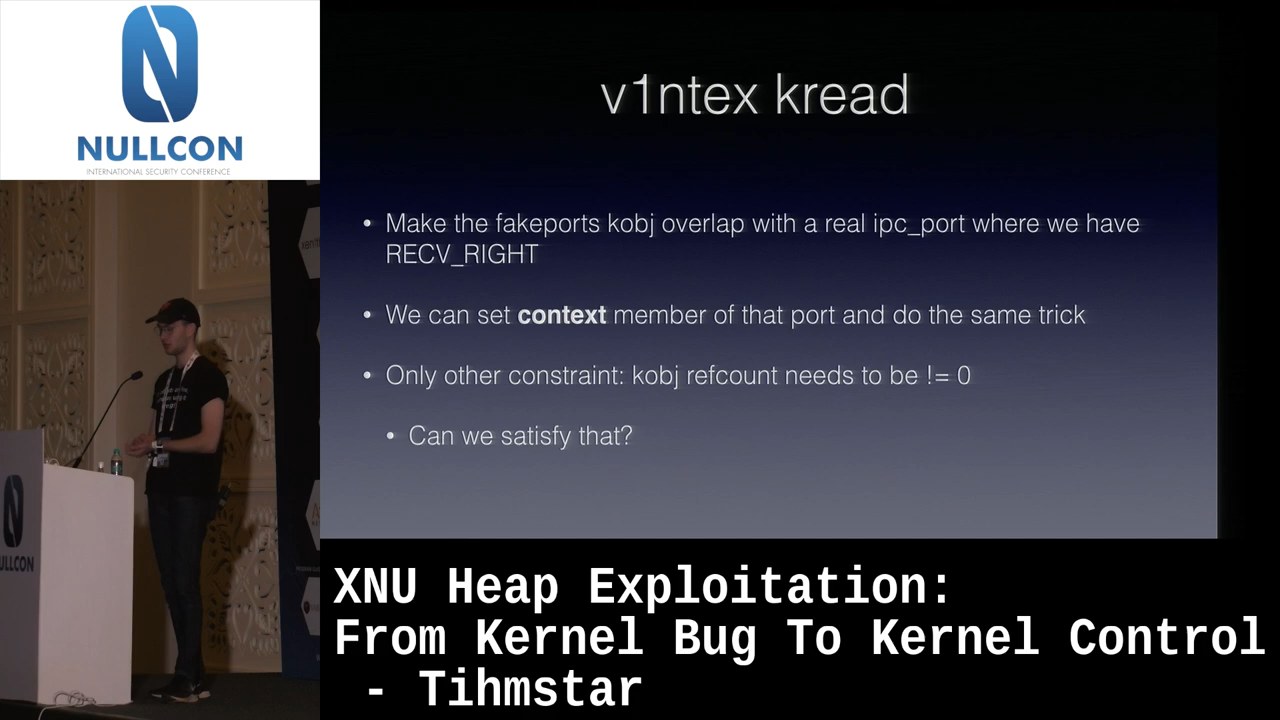 NULLCON
INTERNATIONAL SECURITY CONFERENCE
v1ntex kread
• Make the fakeports kobj overlap with a real ipc_port where we have
RECV_RIGHT
• We can set context member of that port and do the same trick
• Only other constraint: kobj refcount needs to be != 0
• Can we satisfy that?
NULLCON
XNU Heap Exploitation:
From Kernel Bug To Kernel Control
- Tihmstar